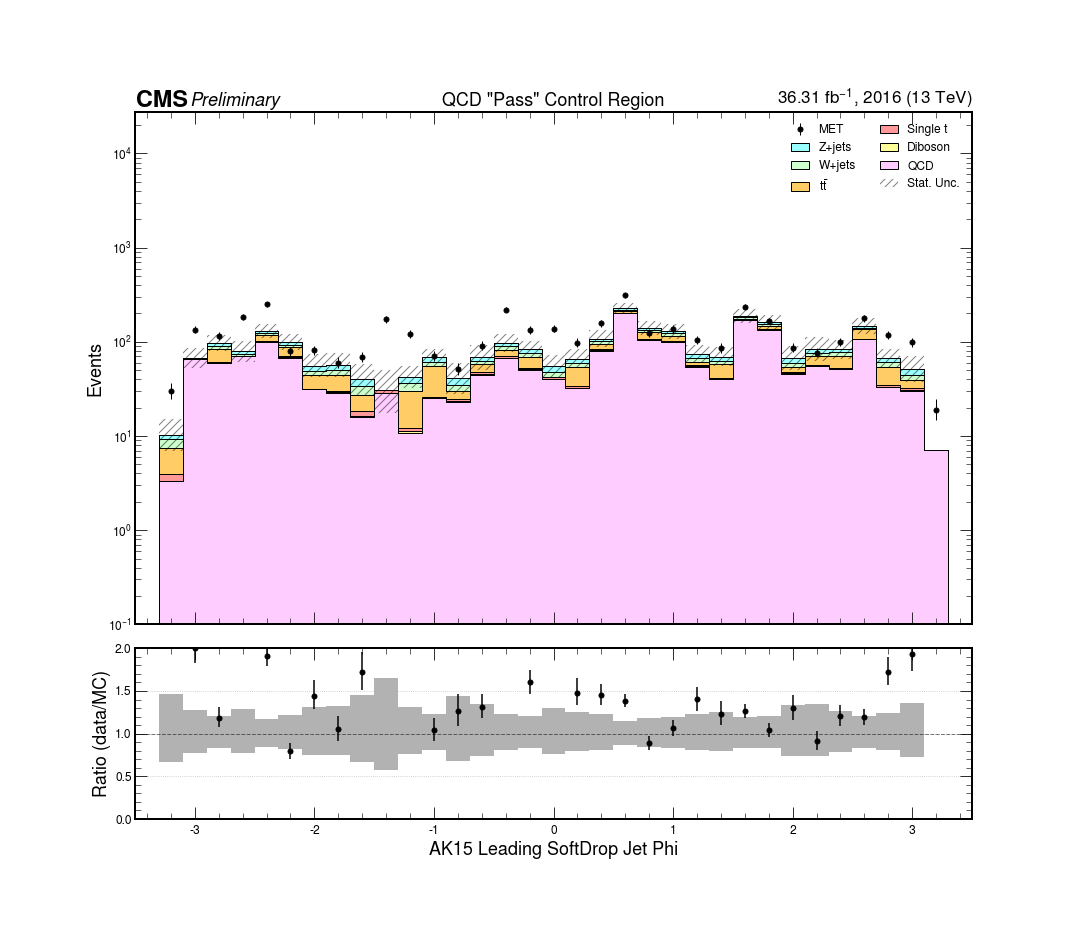 CMS Preliminary QCD "Pass" Control Region 36.31 fb⁻¹, 2016 (13 TeV)
MET
Z+jets
W+jets
tt̄
Single t
Diboson
QCD
Stat. Unc.
Events
10⁴
10³
10²
10¹
10⁰
10⁻¹
Ratio (data/MC)
2.0
1.5
1.0
0.5
0.0
-3 -2 -1 0 1 2 3
AK15 Leading SoftDrop Jet Phi